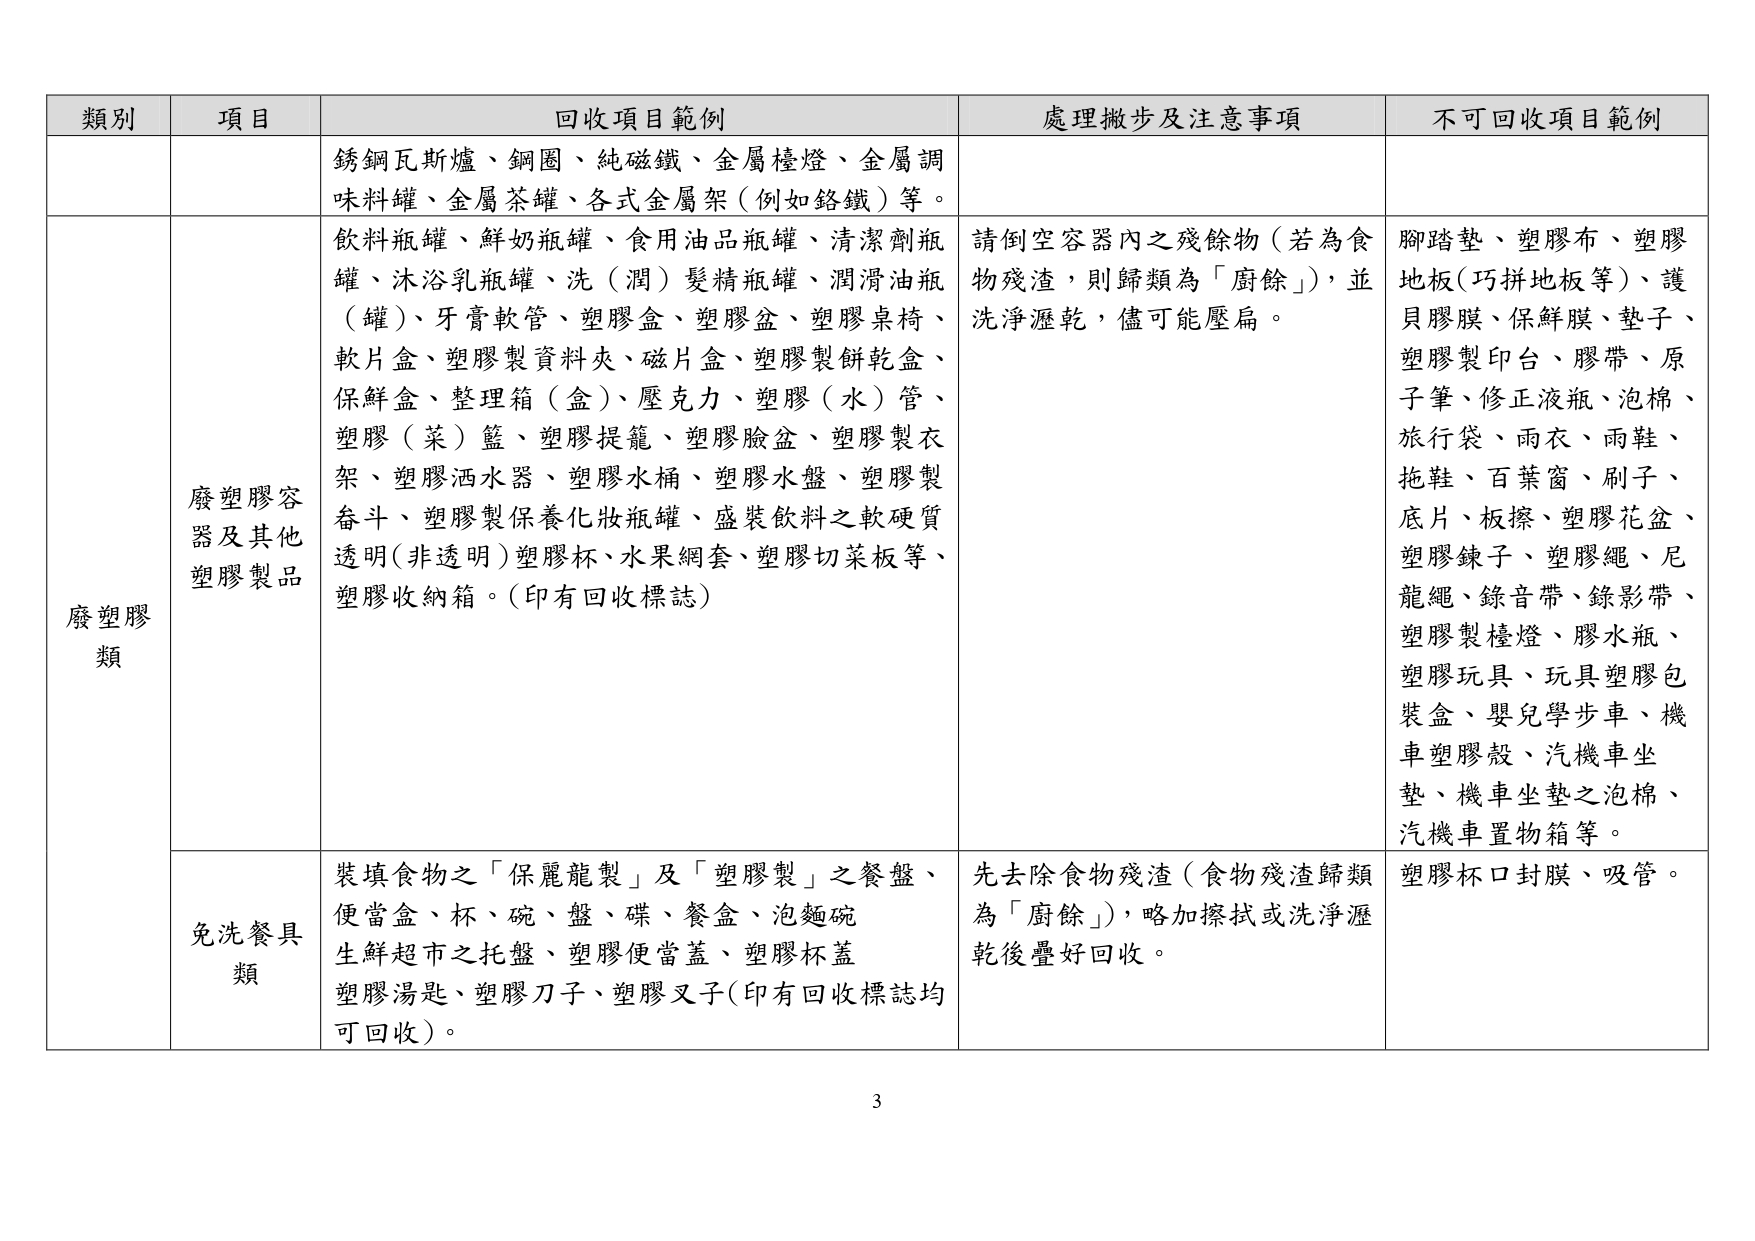 類別
項目
回收項目範例
處理撇步及注意事項
不可回收項目範例
銹鋼瓦斯爐、鋼圈、純磁鐵、金屬檯燈、金屬調
味料罐、金屬茶罐、各式金屬架（例如鉻鐵）等。
廢塑膠
類
廢塑膠容
器及其他
塑膠製品
飲料瓶罐、鮮奶瓶罐、食用油品瓶罐、清潔劑瓶
罐、沐浴乳瓶罐、洗（潤）髮精瓶罐、潤滑油瓶
（罐）、牙膏軟管、塑膠盒、塑膠盆、塑膠桌椅、
軟片盒、塑膠製資料夾、磁片盒、塑膠製餅乾盒、
保鮮盒、整理箱（盒）、壓克力、塑膠（水）管、
塑膠（菜）籃、塑膠提籠、塑膠臉盆、塑膠製衣
架、塑膠洒水器、塑膠水桶、塑膠水盤、塑膠製
畚斗、塑膠製保養化妝瓶罐、盛裝飲料之軟硬質
透明(非透明)塑膠杯、水果網套、塑膠切菜板等、
塑膠收納箱。（印有回收標誌）
請倒空容器內之殘餘物（若為食
物殘渣，則歸類為「廚餘」），並
洗淨瀝乾，儘可能壓扁。
腳踏墊、塑膠布、塑膠
地板(巧拼地板等)、護
貝膠膜、保鮮膜、墊子、
塑膠製印台、膠帶、原
子筆、修正液瓶、泡棉、
旅行袋、雨衣、雨鞋、
拖鞋、百葉窗、刷子、
底片、板擦、塑膠花盆、
塑膠鍊子、塑膠繩、尼
龍繩、錄音帶、錄影帶、
塑膠製檯燈、膠水瓶、
塑膠玩具、玩具塑膠包
裝盒、嬰兒學步車、機
車塑膠殼、汽機車坐
墊、機車坐墊之泡棉、
汽機車置物箱等。
免洗餐具
類
裝填食物之「保麗龍製」及「塑膠製」之餐盤、
便當盒、杯、碗、盤、碟、餐盒、泡麵碗
生鮮超市之托盤、塑膠便當蓋、塑膠杯蓋
塑膠湯匙、塑膠刀子、塑膠叉子(印有回收標誌均
可回收)。
先去除食物殘渣（食物殘渣歸類
為「廚餘」），略加擦拭或洗淨瀝
乾後疊好回收。
塑膠杯口封膜、吸管。
3